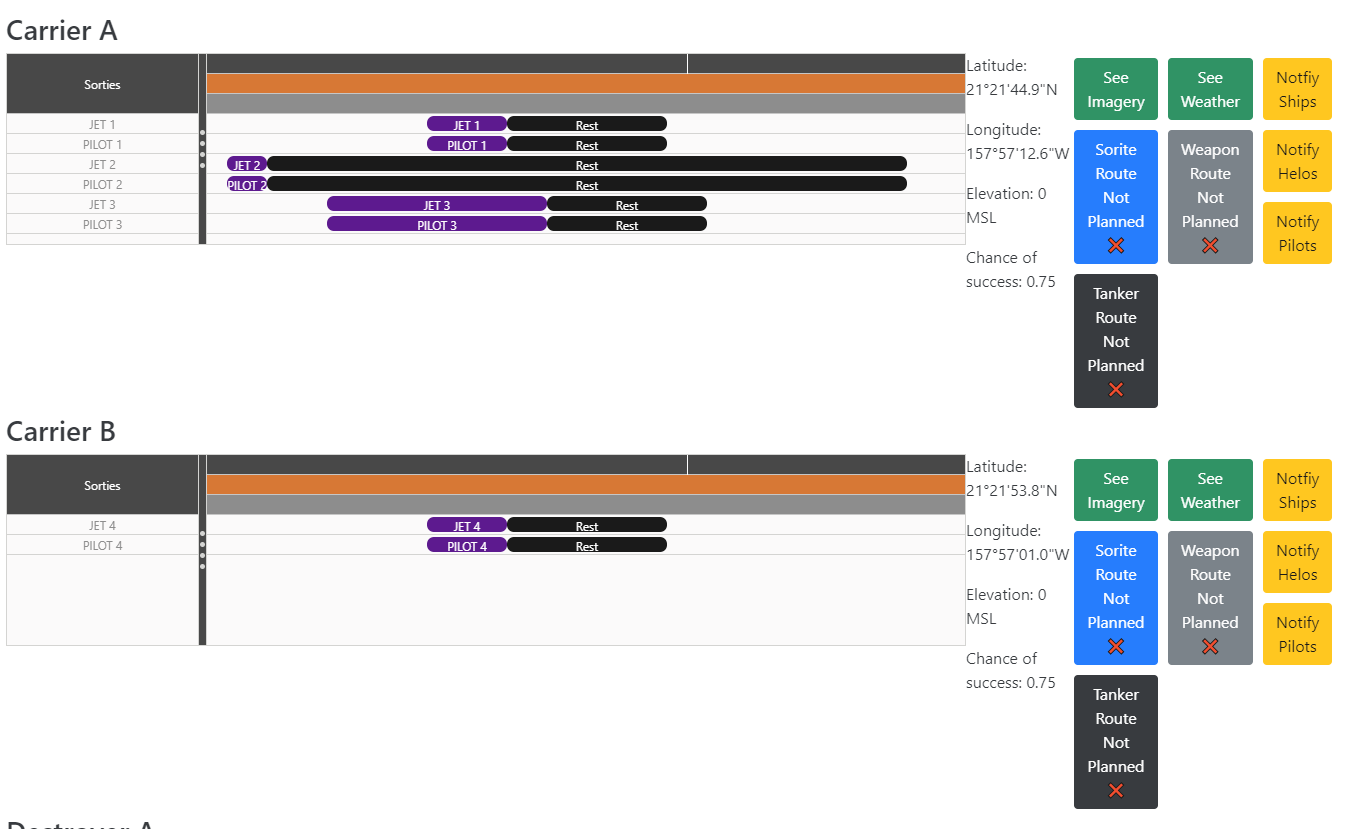 Carrier A
Sorties
JET 1
JET 1
Rest
PILOT 1
PILOT 1
Rest
JET 2
JET 2
Rest
PILOT 2
PILOT 2
Rest
JET 3
JET 3
Rest
PILOT 3
PILOT 3
Rest
Latitude:
21°21'44.9"N
Longitude:
157°57'12.6"W
Elevation: 0
MSL
Chance of
success: 0.75
See
Imagery
See
Weather
Notfiy
Ships
Sorite
Route
Not
Planned
Weapon
Route
Not
Planned
Notify
Helos
Notify
Pilots
Tanker
Route
Not
Planned
Carrier B
Sorties
JET 4
JET 4
Rest
PILOT 4
PILOT 4
Rest
Latitude:
21°21'53.8"N
Longitude:
157°57'01.0"W
Elevation: 0
MSL
Chance of
success: 0.75
See
Imagery
See
Weather
Notfiy
Ships
Sorite
Route
Not
Planned
Weapon
Route
Not
Planned
Notify
Helos
Notify
Pilots
Tanker
Route
Not
Planned
Destroyer A